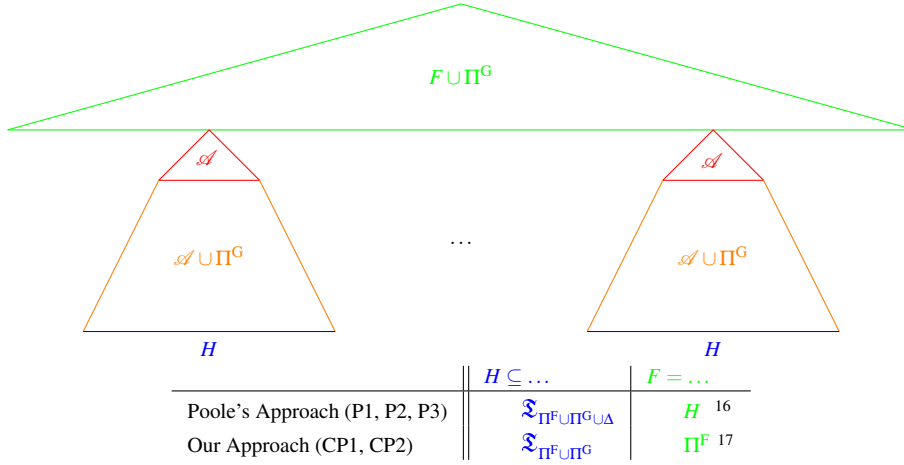 F ∪ Π^G
𝒜 𝒜
𝒜 ∪ Π^G … 𝒜 ∪ Π^G
H H
H ⊆ … F = …
Poole's Approach (P1, P2, P3) 𝔗_{Π^F∪Π^G∪Δ} H ^16
Our Approach (CP1, CP2) 𝔗_{Π^F∪Π^G} Π^F ^17